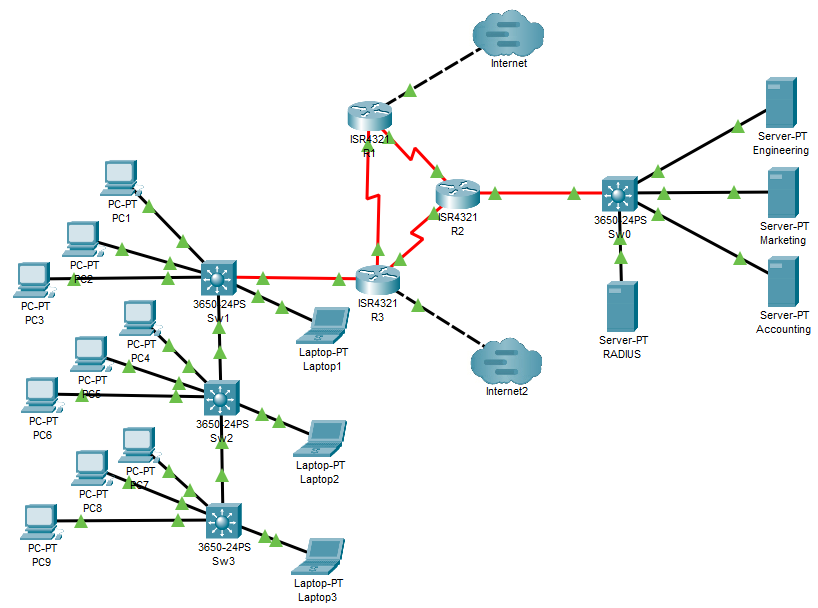 Internet
ISR4321
R1
Server-PT
Engineering
PC-PT
PC1
ISR4321
R2
3650-24PS
Sw0
Server-PT
Marketing
PC-PT
PC2
PC-PT
PC3
3650-24PS
Sw1
ISR4321
R3
Server-PT
Accounting
Server-PT
RADIUS
PC-PT
PC4
Laptop-PT
Laptop1
PC-PT
PC5
Internet2
PC-PT
PC6
3650-24PS
Sw2
PC-PT
PC7
Laptop-PT
Laptop2
PC-PT
PC8
PC-PT
PC9
3650-24PS
Sw3
Laptop-PT
Laptop3